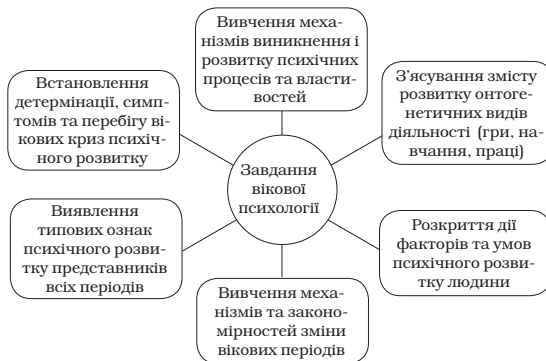 Вивчення меха-
нізмів виникнення і
розвитку психічних
процесів та власти-
востей
Встановлення
детермінації, симп-
томів та перебігу ві-
кових криз психіч-
ного розвитку
З'ясування змісту
розвитку онтоге-
нетичних видів
діяльності (гри, на-
вчання, праці)
Завдання
вікової
психології
Виявлення
типових ознак
психічного розви-
тку представників
всіх періодів
Розкриття дії
факторів та умов
психічного розви-
тку людини
Вивчення меха-
нізмів та законо-
мірностей зміни
вікових періодів